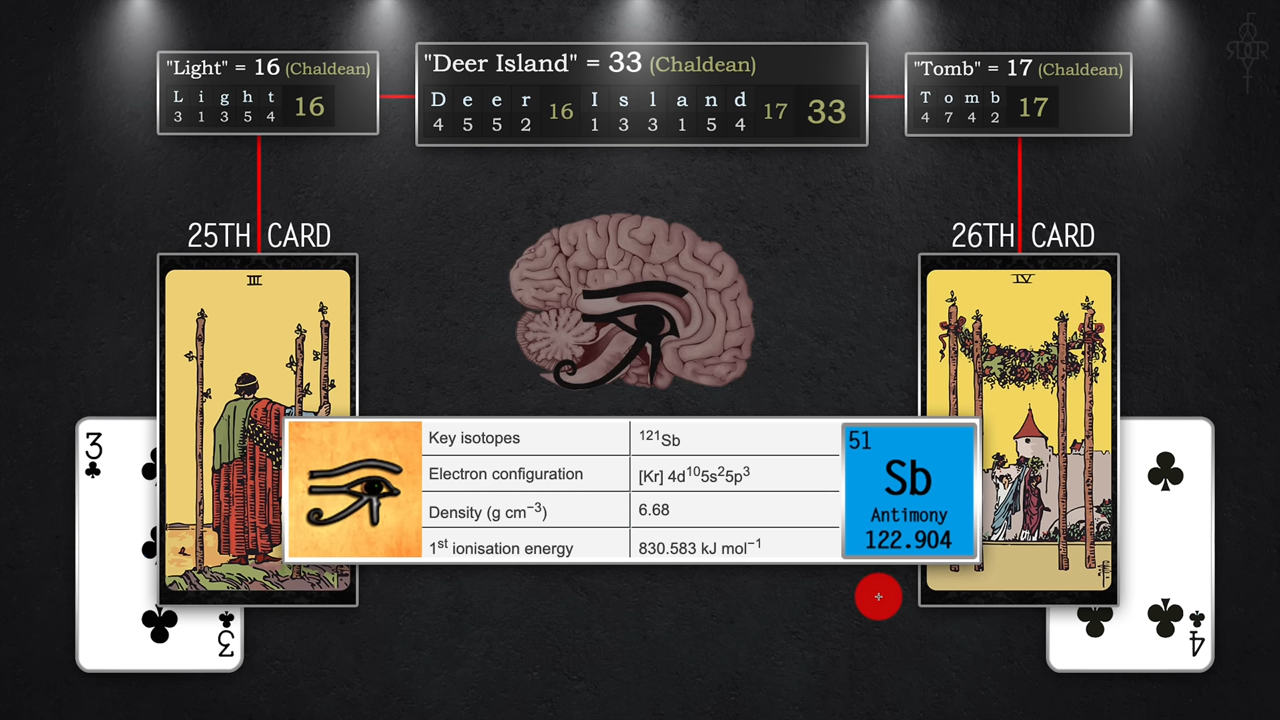 "Light" = 16 (Chaldean)
L i g h t
3 1 3 5 4 16
"Deer Island" = 33 (Chaldean)
D e e r 16 I s l a n d 17 33
4 5 5 2 1 3 3 1 5 4
"Tomb" = 17 (Chaldean)
T o m b
4 7 4 2 17
25TH CARD
26TH CARD
III
IV
3
3
4
Key isotopes ¹²¹Sb
Electron configuration [Kr] 4d¹⁰5s²5p³
Density (g cm⁻³) 6.68
1ˢᵗ ionisation energy 830.583 kJ mol⁻¹
51
Sb
Antimony
122.904